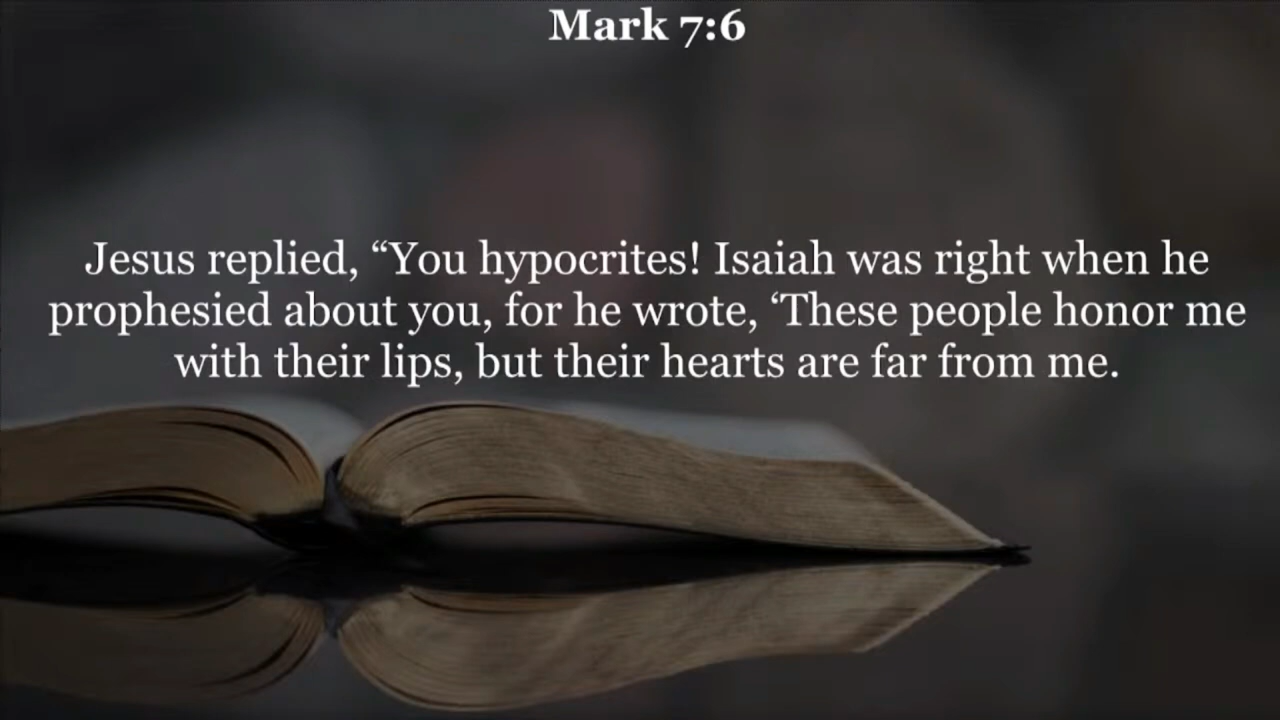 Mark 7:6
Jesus replied, “You hypocrites! Isaiah was right when he
prophesied about you, for he wrote, ‘These people honor me
with their lips, but their hearts are far from me.